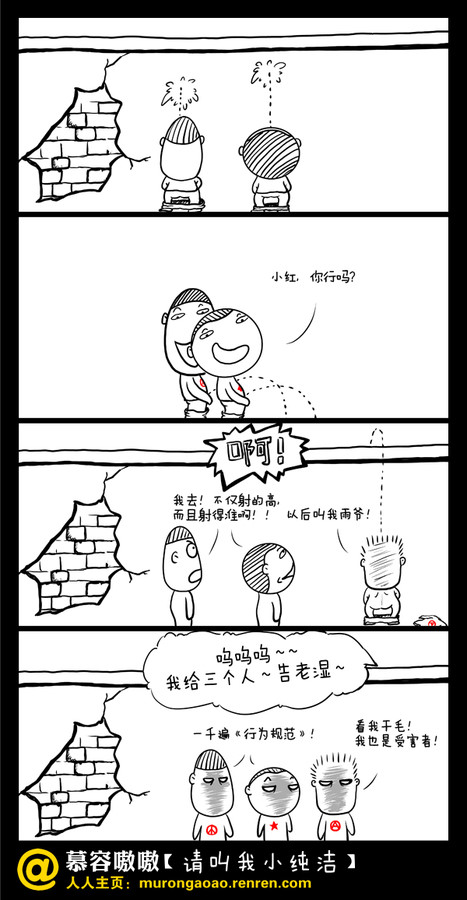 小红，你行吗？
啊！
我去！不仅射的高，
而且射得准啊！！
以后叫我雨爷！
呜呜呜~~
我给三个人~告老湿~
一千遍《行为规范》！
看我干毛！
我也是受害者！
@慕容嗷嗷【请叫我小纯洁】
人人主页：murongaoao.renren.com